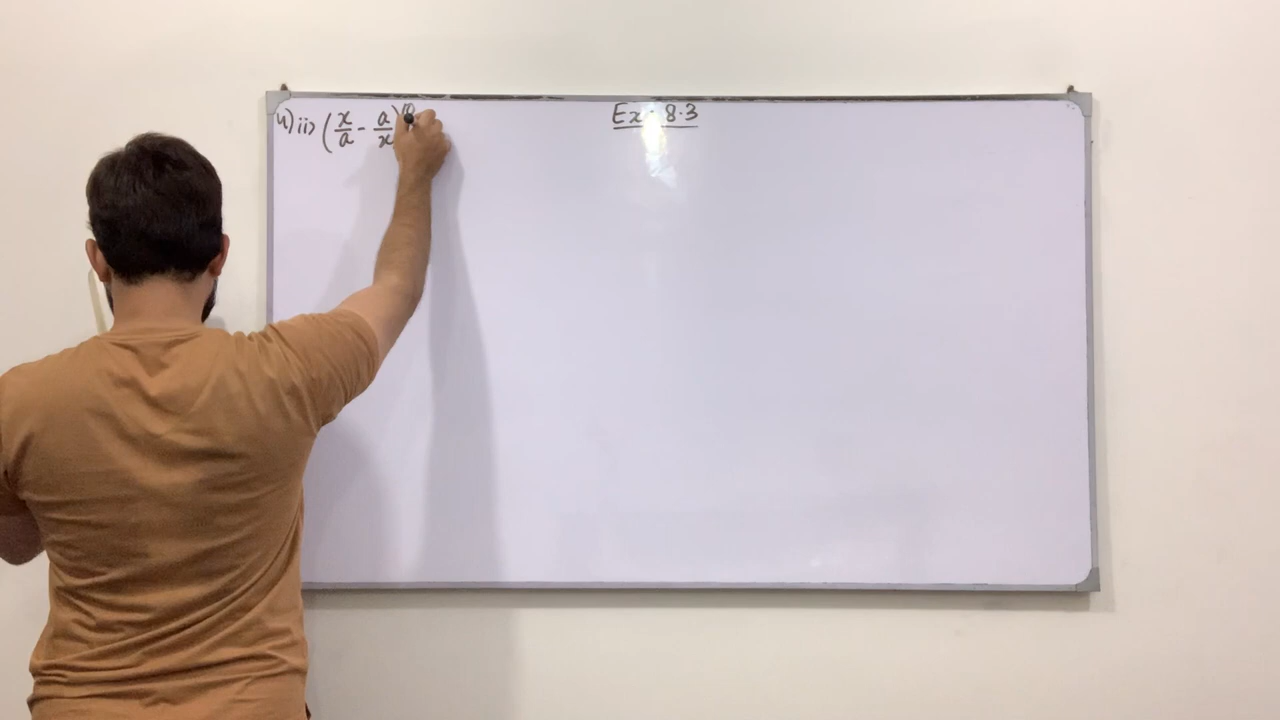 Ex: 8.3
4) ii> (x/a - a/x)^10